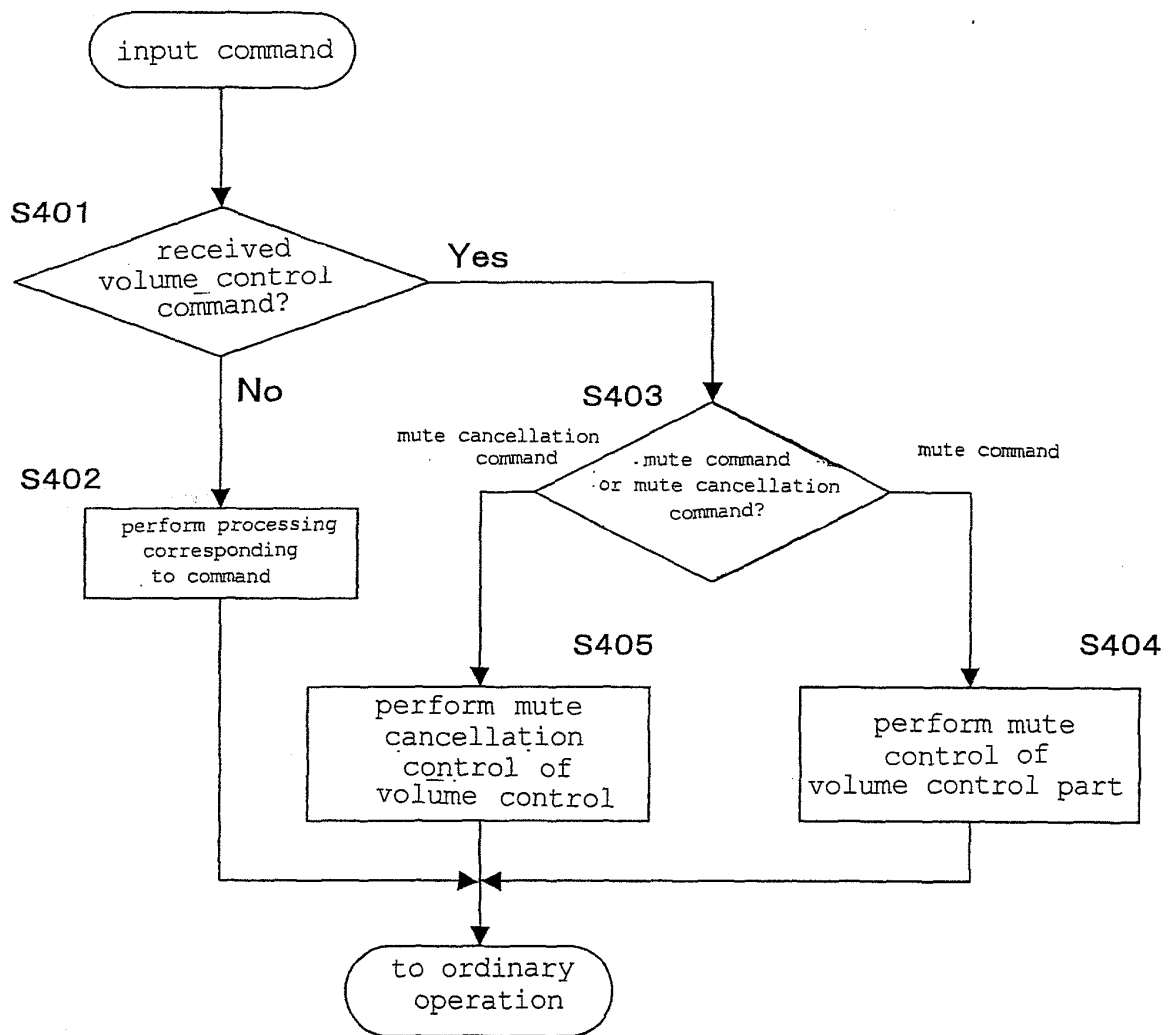 input command
S401
received
volume control
command?
Yes
No
S403
mute cancellation
command
mute command
or mute cancellation
command?
mute command
S402
perform processing
corresponding
to command
S405
perform mute
cancellation
control of
volume control
S404
perform mute
control of
volume control part
to ordinary
operation